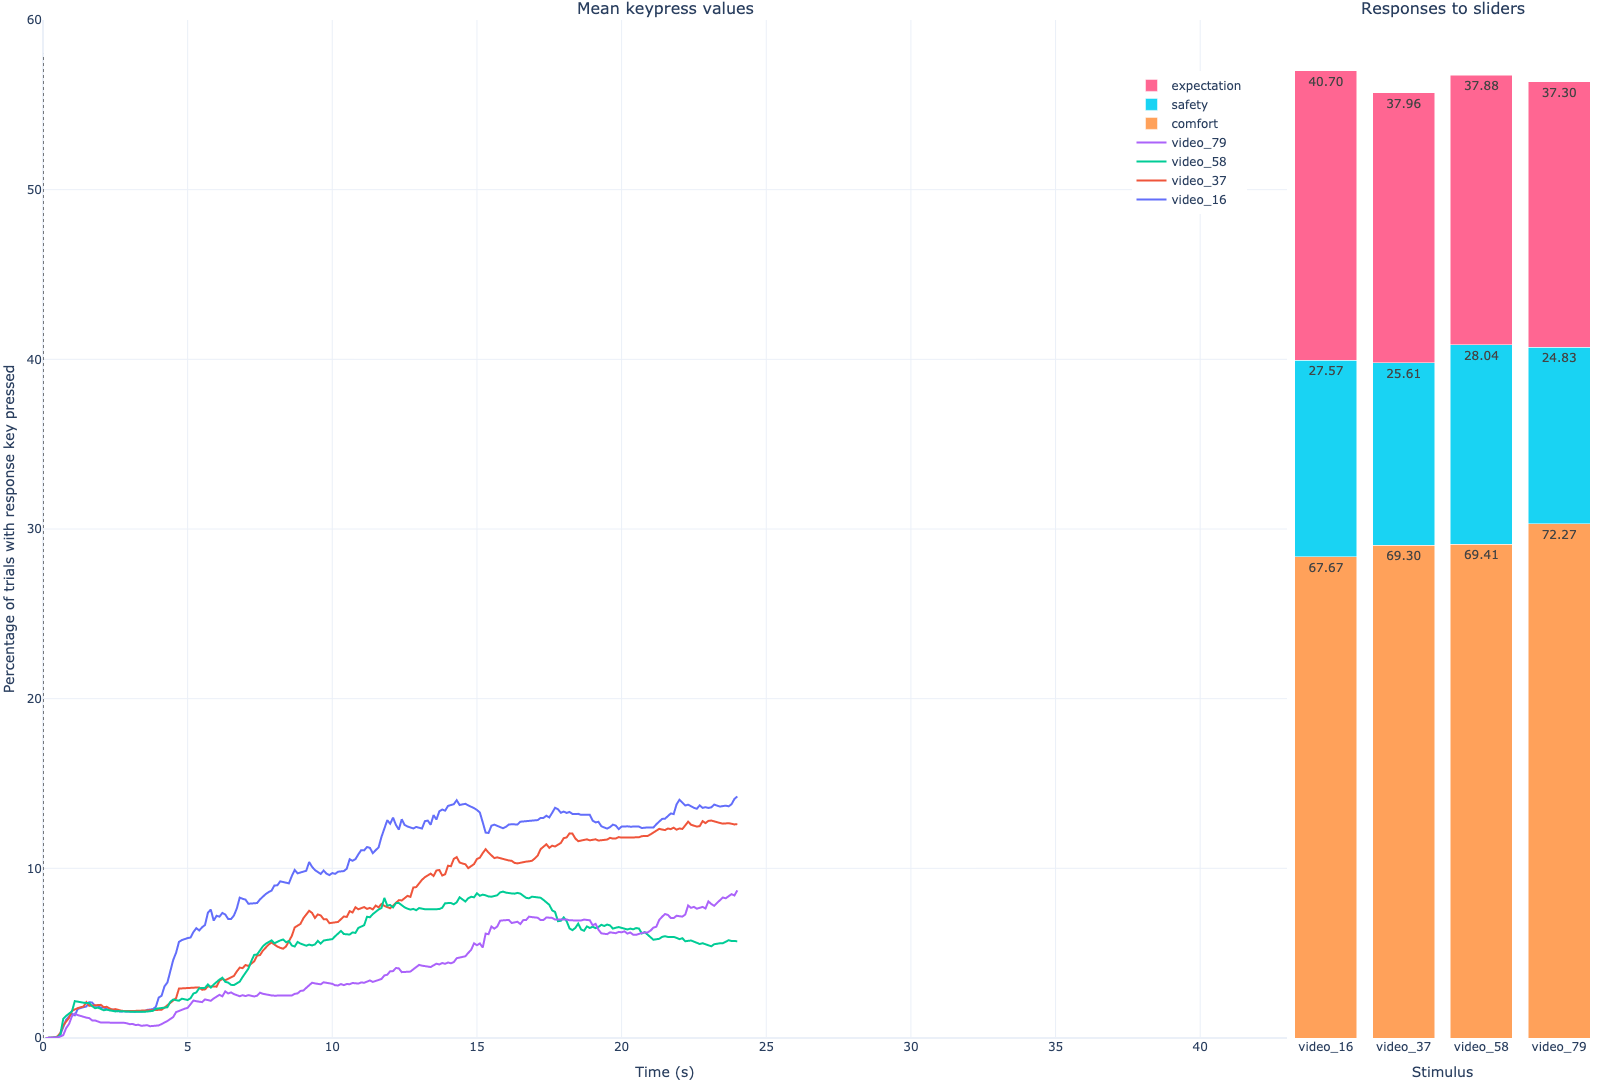 Mean keypress values
Responses to sliders
60
50
40
30
20
10
0
Percentage of trials with response key pressed
expectation
safety
comfort
video_79
video_58
video_37
video_16
0 5 10 15 20 25 30 35 40
Time (s)
40.70 37.96 37.88 37.30
27.57 25.61 28.04 24.83
67.67 69.30 69.41 72.27
video_16 video_37 video_58 video_79
Stimulus